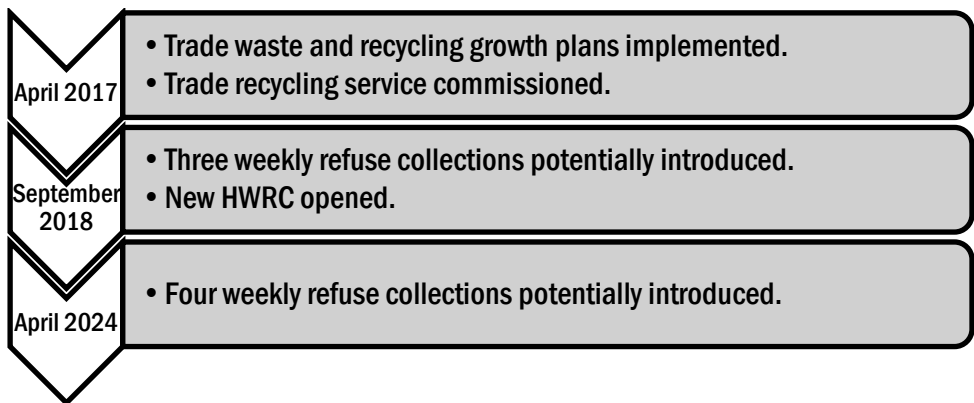 April 2017
• Trade waste and recycling growth plans implemented.
• Trade recycling service commissioned.
September
2018
• Three weekly refuse collections potentially introduced.
• New HWRC opened.
April 2024
• Four weekly refuse collections potentially introduced.